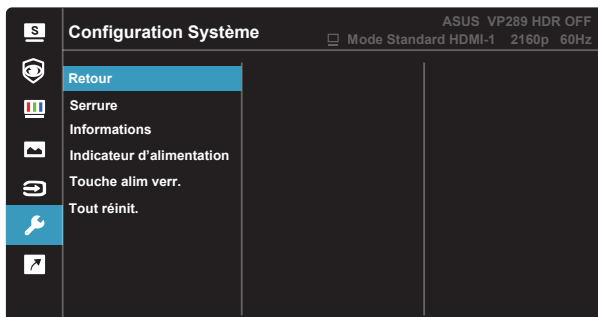 S
Configuration Système
ASUS VP289 HDR OFF
Mode Standard HDMI-1 2160p 60Hz
Retour
Serrure
Informations
Indicateur d’alimentation
Touche alim verr.
Tout réinit.